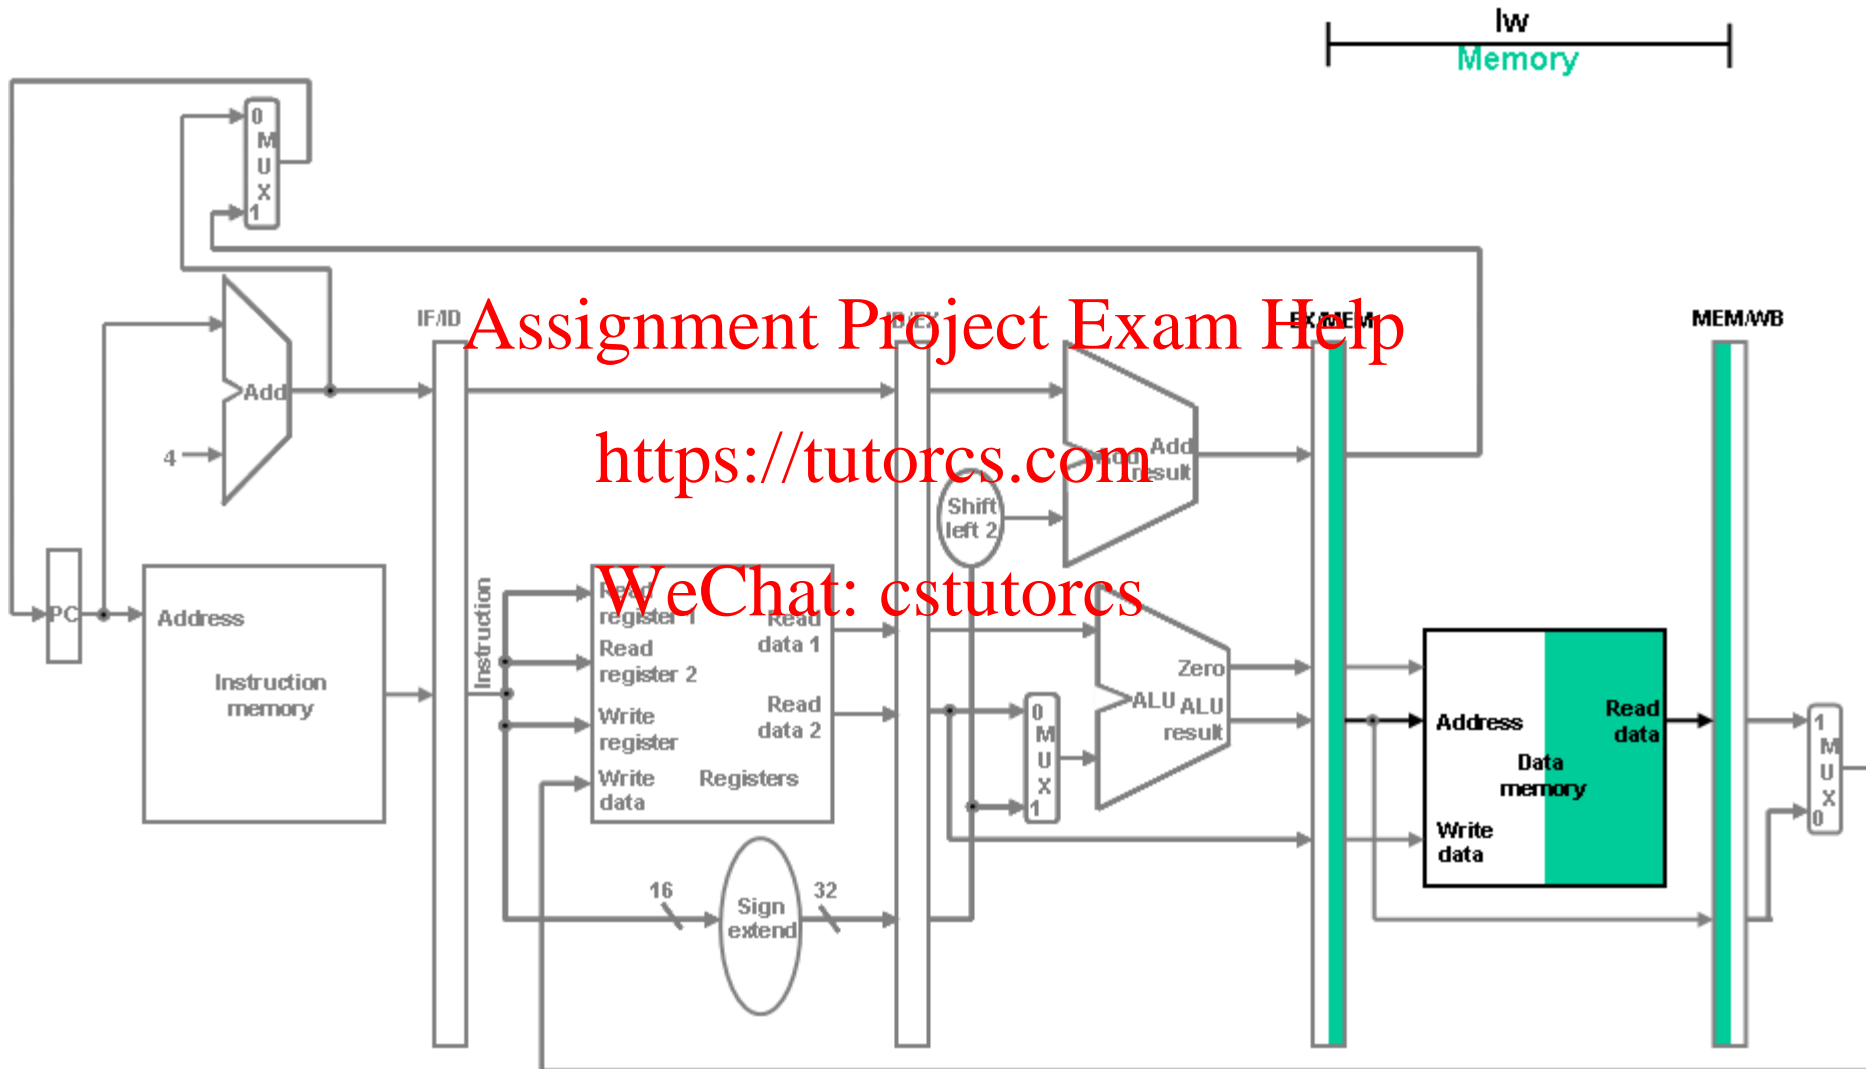 lw
Memory
0
M
U
X
1
Add
4
IF/ID
ID/EX
EX/MEM
MEM/WB
Assignment Project Exam Help
https://tutorcs.com
WeChat: cstutorcs
Add
Add
result
Shift
left 2
PC
Address
Instruction
memory
Instruction
Read
register 1
Read
register 2
Write
register
Write
data
Registers
Read
data 1
Read
data 2
16
Sign
extend
32
0
M
U
X
1
Zero
ALU
ALU
result
Address
Read
data
Data
memory
Write
data
1
M
U
X
0